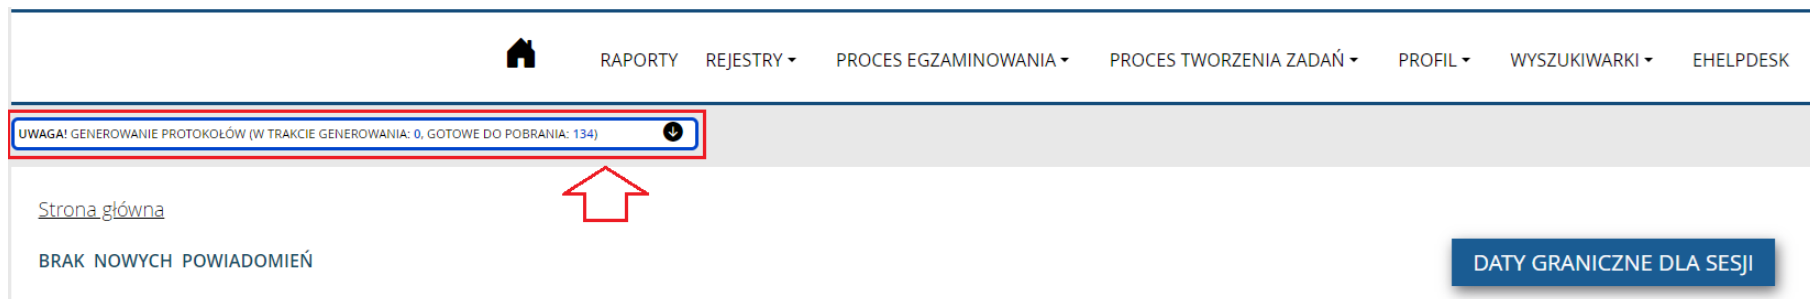 RAPORTY REJESTRY PROCES EGZAMINOWANIA PROCES TWORZENIA ZADAŃ PROFIL WYSZUKIWARKI EHELPDESK
UWAGA! GENEROWANIE PROTOKOŁÓW (W TRAKCIE GENEROWANIA: 0, GOTOWE DO POBRANIA: 134)
Strona główna
BRAK NOWYCH POWIADOMIEŃ
DATY GRANICZNE DLA SESJI